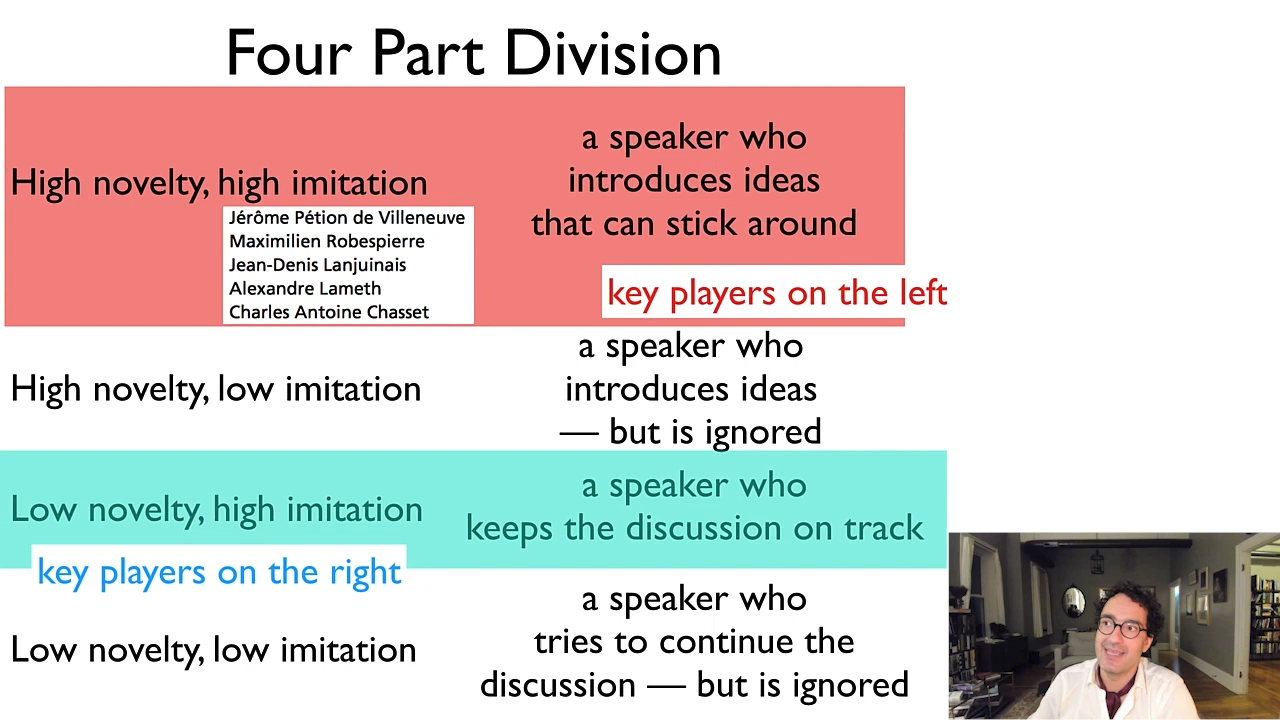 Four Part Division
High novelty, high imitation
a speaker who
introduces ideas
that can stick around
Jérôme Pétion de Villeneuve
Maximilien Robespierre
Jean-Denis Lanjuinais
Alexandre Lameth
Charles Antoine Chasset
key players on the left
High novelty, low imitation
a speaker who
introduces ideas
— but is ignored
Low novelty, high imitation
a speaker who
keeps the discussion on track
key players on the right
Low novelty, low imitation
a speaker who
tries to continue the
discussion — but is ignored